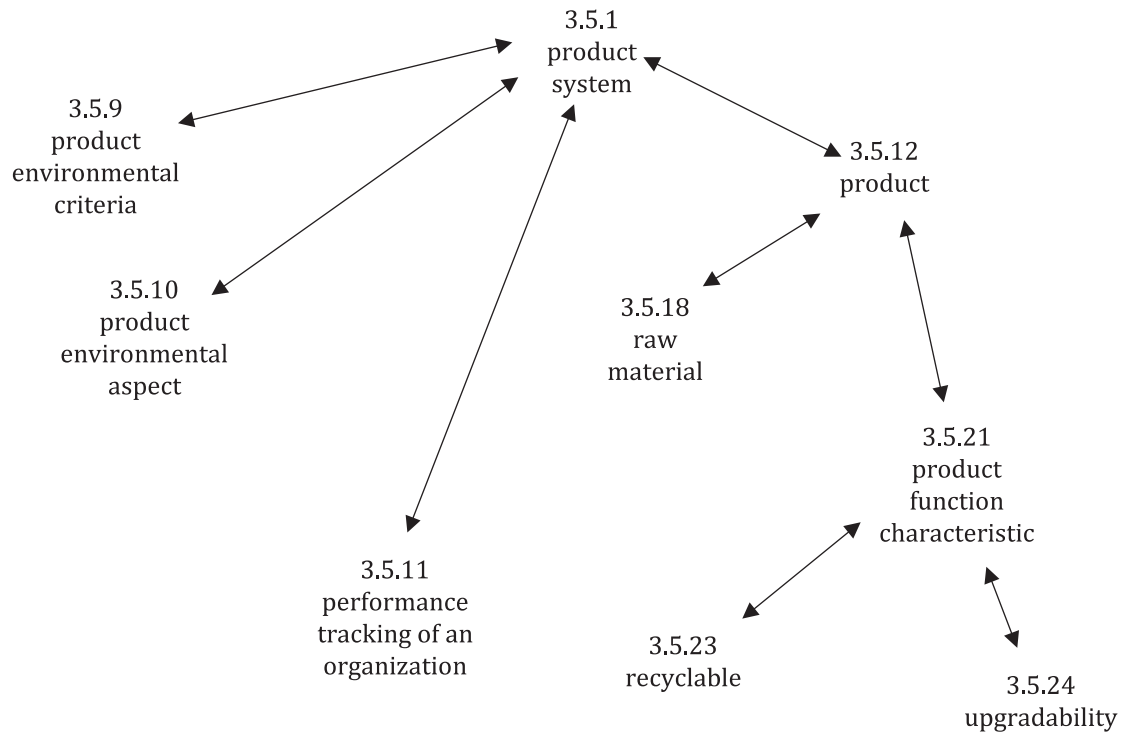 3.5.1
product
system
3.5.9
product
environmental
criteria
3.5.12
product
3.5.10
product
environmental
aspect
3.5.18
raw
material
3.5.21
product
function
characteristic
3.5.11
performance
tracking of an
organization
3.5.23
recyclable
3.5.24
upgradability